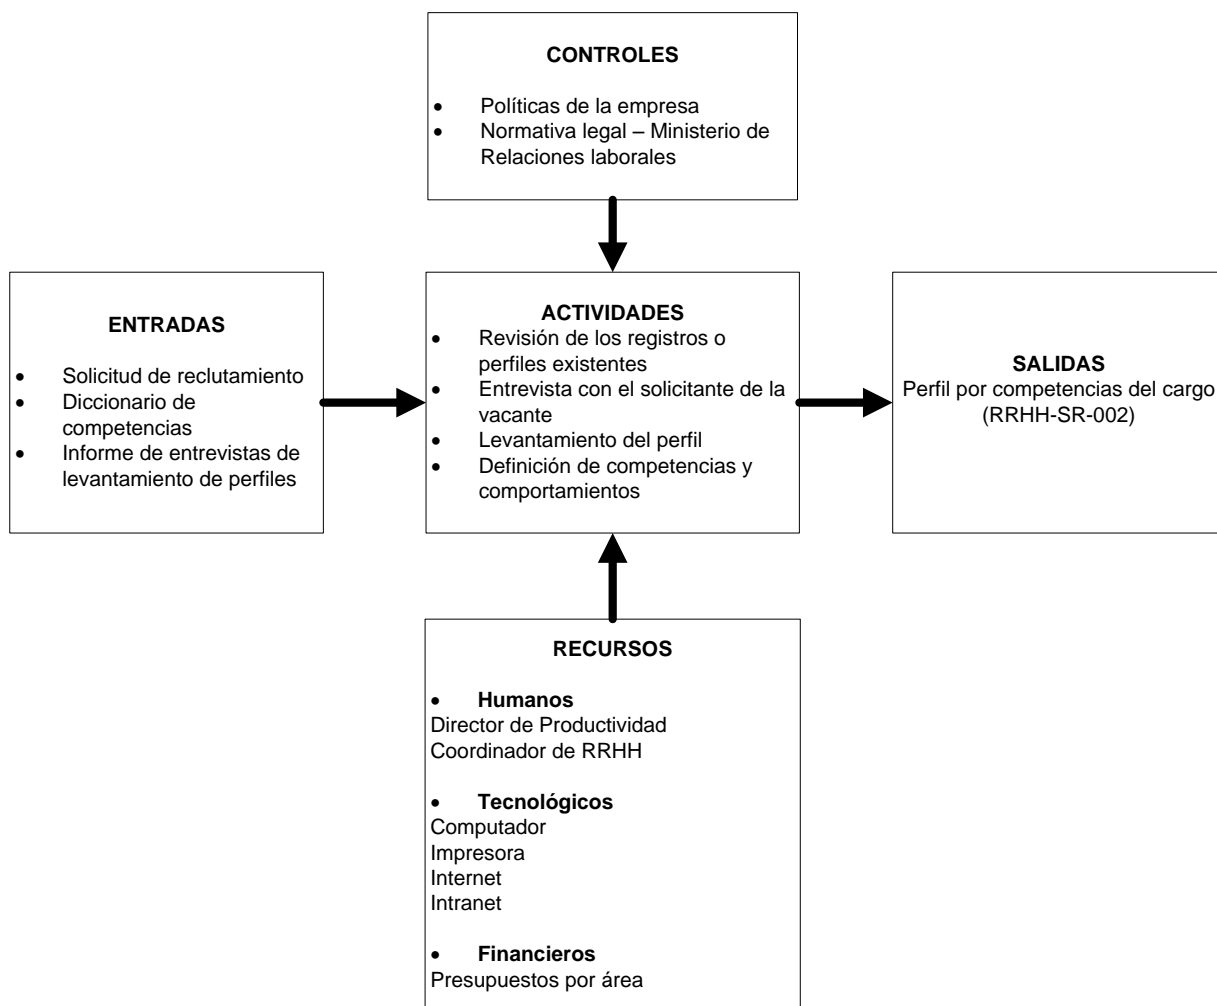 CONTROLES
• Políticas de la empresa
• Normativa legal – Ministerio de
Relaciones laborales
ENTRADAS
• Solicitud de reclutamiento
• Diccionario de
competencias
• Informe de entrevistas de
levantamiento de perfiles
ACTIVIDADES
• Revisión de los registros o
perfiles existentes
• Entrevista con el solicitante de la
vacante
• Levantamiento del perfil
• Definición de competencias y
comportamientos
SALIDAS
Perfil por competencias del cargo
(RRHH-SR-002)
RECURSOS
• Humanos
Director de Productividad
Coordinador de RRHH
• Tecnológicos
Computador
Impresora
Internet
Intranet
• Financieros
Presupuestos por área